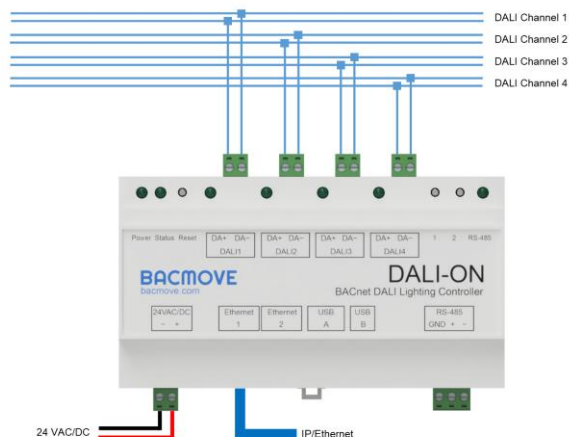 DALI Channel 1
DALI Channel 2
DALI Channel 3
DALI Channel 4
Power Status Reset DA+ DA− DA+ DA− DA+ DA− DA+ DA− 1 2 RS-485
DALI1 DALI2 DALI3 DALI4
BACMOVE
bacmove.com
DALI-ON
BACnet DALI Lighting Controller
24VAC/DC Ethernet Ethernet USB USB RS-485
− + 1 2 A B GND + −
24 VAC/DC
IP/Ethernet